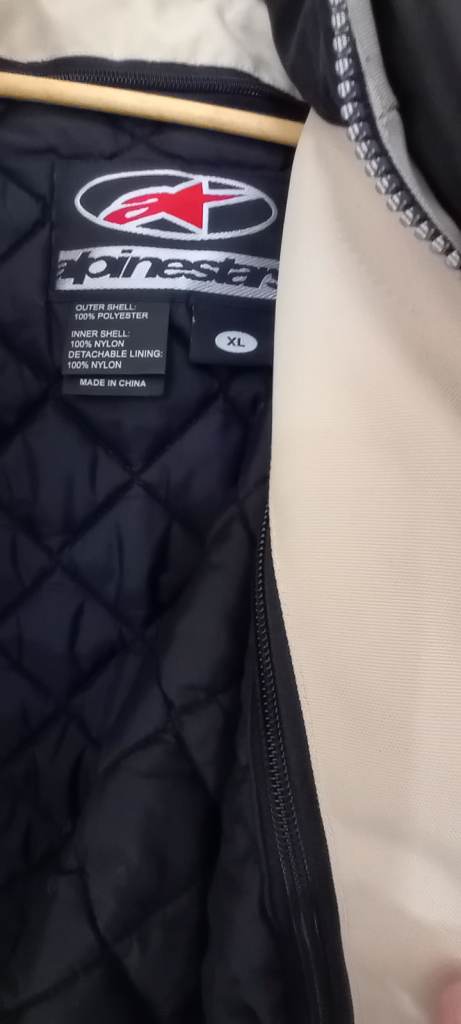 alpinestars
OUTER SHELL:
100% POLYESTER
INNER SHELL:
100% NYLON
DETACHABLE LINING:
100% NYLON
MADE IN CHINA
XL